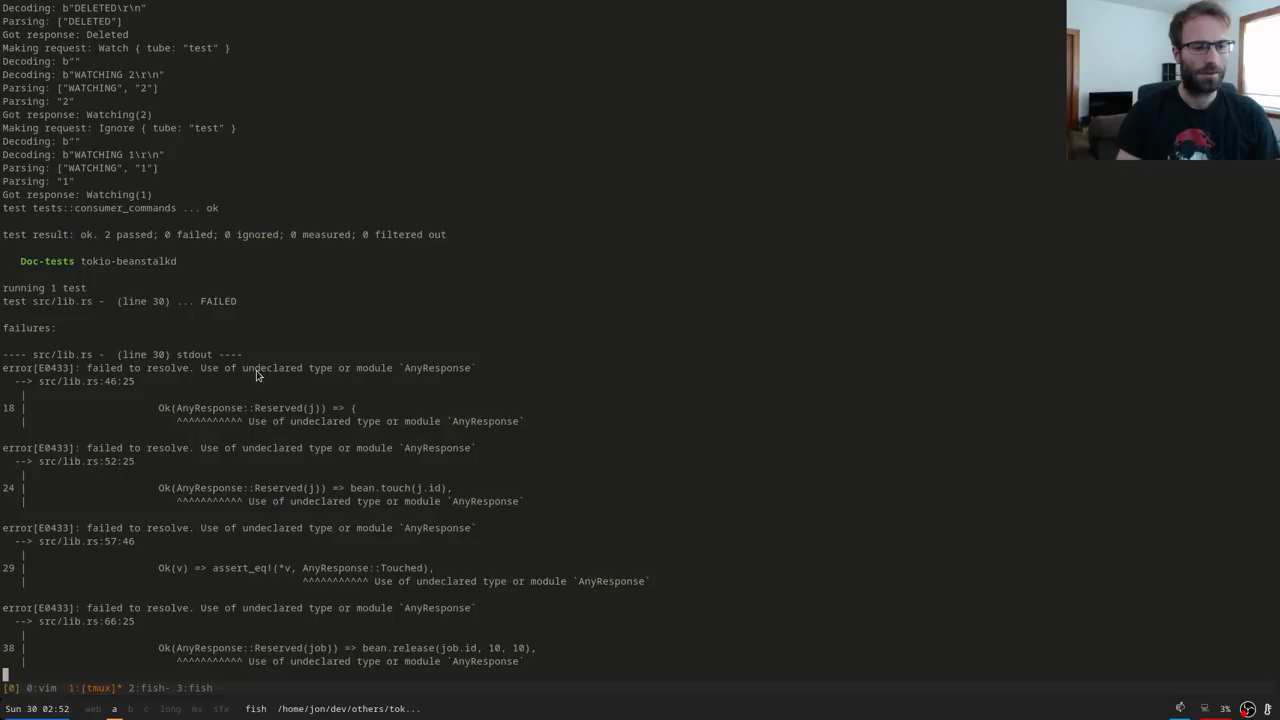 Decoding: b"DELETED\r\n"
Parsing: ["DELETED"]
Got response: Deleted
Making request: Watch { tube: "test" }
Decoding: b""
Decoding: b"WATCHING 2\r\n"
Parsing: ["WATCHING", "2"]
Parsing: "2"
Got response: Watching(2)
Making request: Ignore { tube: "test" }
Decoding: b""
Decoding: b"WATCHING 1\r\n"
Parsing: ["WATCHING", "1"]
Parsing: "1"
Got response: Watching(1)
test tests::consumer_commands ... ok
test result: ok. 2 passed; 0 failed; 0 ignored; 0 measured; 0 filtered out
Doc-tests tokio-beanstalkd
running 1 test
test src/lib.rs -  (line 30) ... FAILED
failures:
---- src/lib.rs -  (line 30) stdout ----
error[E0433]: failed to resolve. Use of undeclared type or module `AnyResponse`
--> src/lib.rs:46:25
|
18 |                     Ok(AnyResponse::Reserved(j)) => {
|                        ^^^^^^^^^^^ Use of undeclared type or module `AnyResponse`
error[E0433]: failed to resolve. Use of undeclared type or module `AnyResponse`
--> src/lib.rs:52:25
|
24 |                     Ok(AnyResponse::Reserved(j)) => bean.touch(j.id),
|                        ^^^^^^^^^^^ Use of undeclared type or module `AnyResponse`
error[E0433]: failed to resolve. Use of undeclared type or module `AnyResponse`
--> src/lib.rs:57:46
|
29 |                     Ok(v) => assert_eq!(*v, AnyResponse::Touched),
|                                             ^^^^^^^^^^^ Use of undeclared type or module `AnyResponse`
error[E0433]: failed to resolve. Use of undeclared type or module `AnyResponse`
--> src/lib.rs:66:25
|
38 |                     Ok(AnyResponse::Reserved(job)) => bean.release(job.id, 10, 10),
|                        ^^^^^^^^^^^ Use of undeclared type or module `AnyResponse`
[0] 0:vim  1:[tmux]* 2:fish- 3:fish
Sun 30 02:52 web a b c long mx sfx fish /home/jon/dev/others/tok... 3%